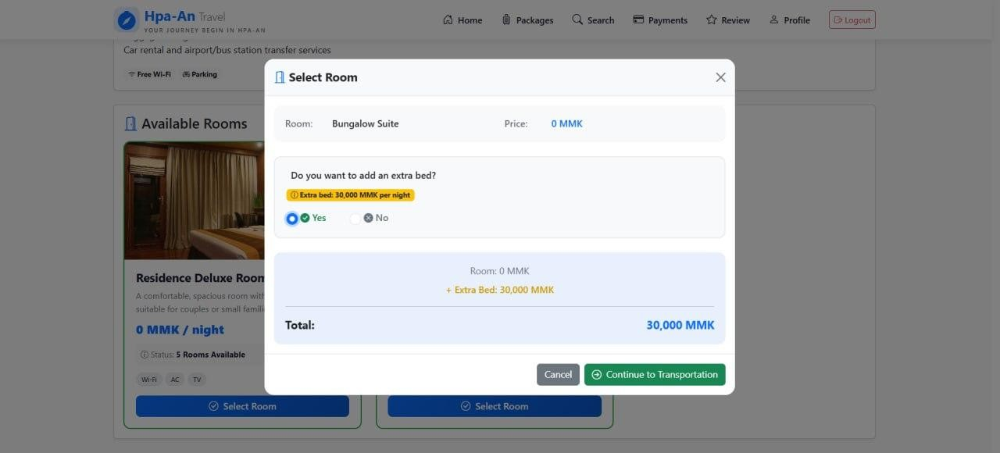 Hpa-An Travel
YOUR JOURNEY BEGIN IN HPA-AN
Home
Packages
Search
Payments
Review
Profile
Logout
Car rental and airport/bus station transfer services
Free Wi-Fi
Parking
Select Room
Room:
Bungalow Suite
Price:
0 MMK
Do you want to add an extra bed?
Extra bed: 30,000 MMK per night
Yes
No
Room: 0 MMK
+ Extra Bed: 30,000 MMK
Total:
30,000 MMK
Cancel
Continue to Transportation
Available Rooms
Residence Deluxe Room
A comfortable, spacious room with
suitable for couples or small
0 MMK / night
Status: 5 Rooms Available
Wi-Fi
AC
TV
Select Room
Select Room